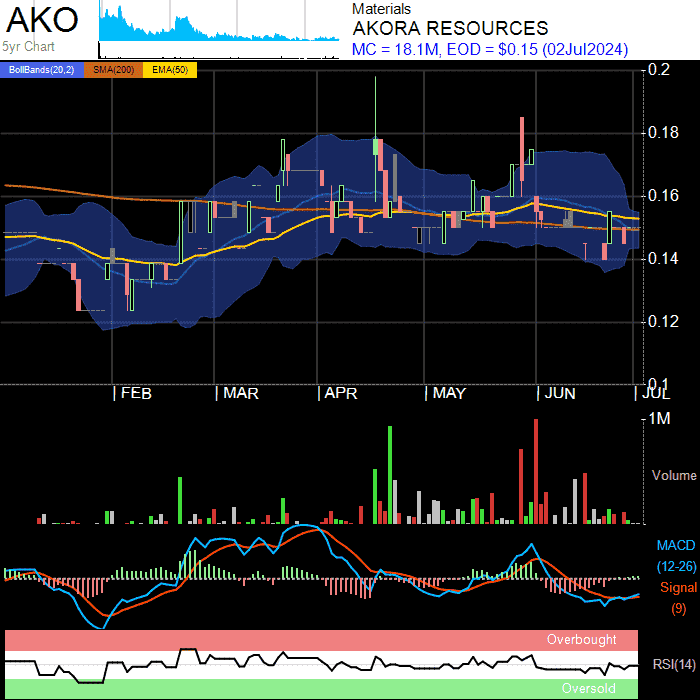 AKO
5yr Chart
Materials
AKORA RESOURCES
MC = 18.1M, EOD = $0.15 (02Jul2024)
BollBands(20,2) SMA(200) EMA(50)
0.2
0.18
0.16
0.14
0.12
0.1
FEB MAR APR MAY JUN JUL
1M
Volume
MACD
(12-26)
Signal
(9)
Overbought
RSI(14)
Oversold